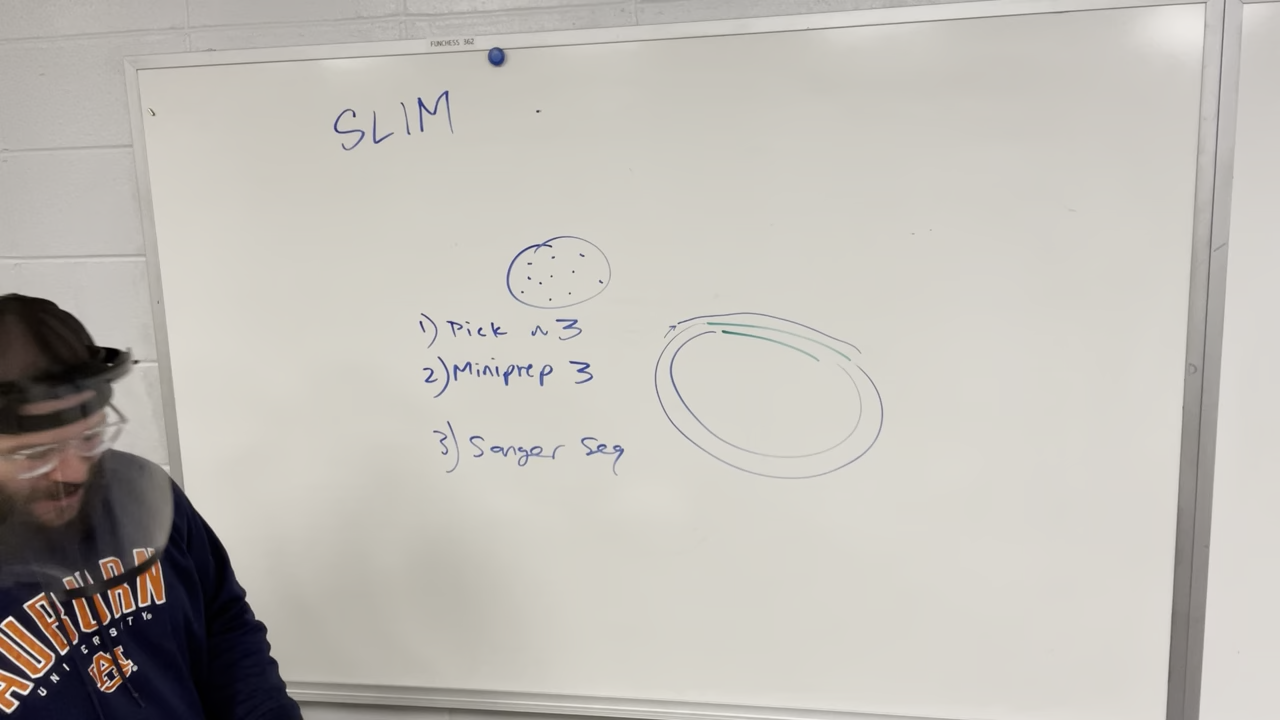 FUNCHESS 362
SLIM
1) Pick ~ 3
2) Miniprep 3
3) Sanger Seq
AUBURN
UNIVERSITY
AU